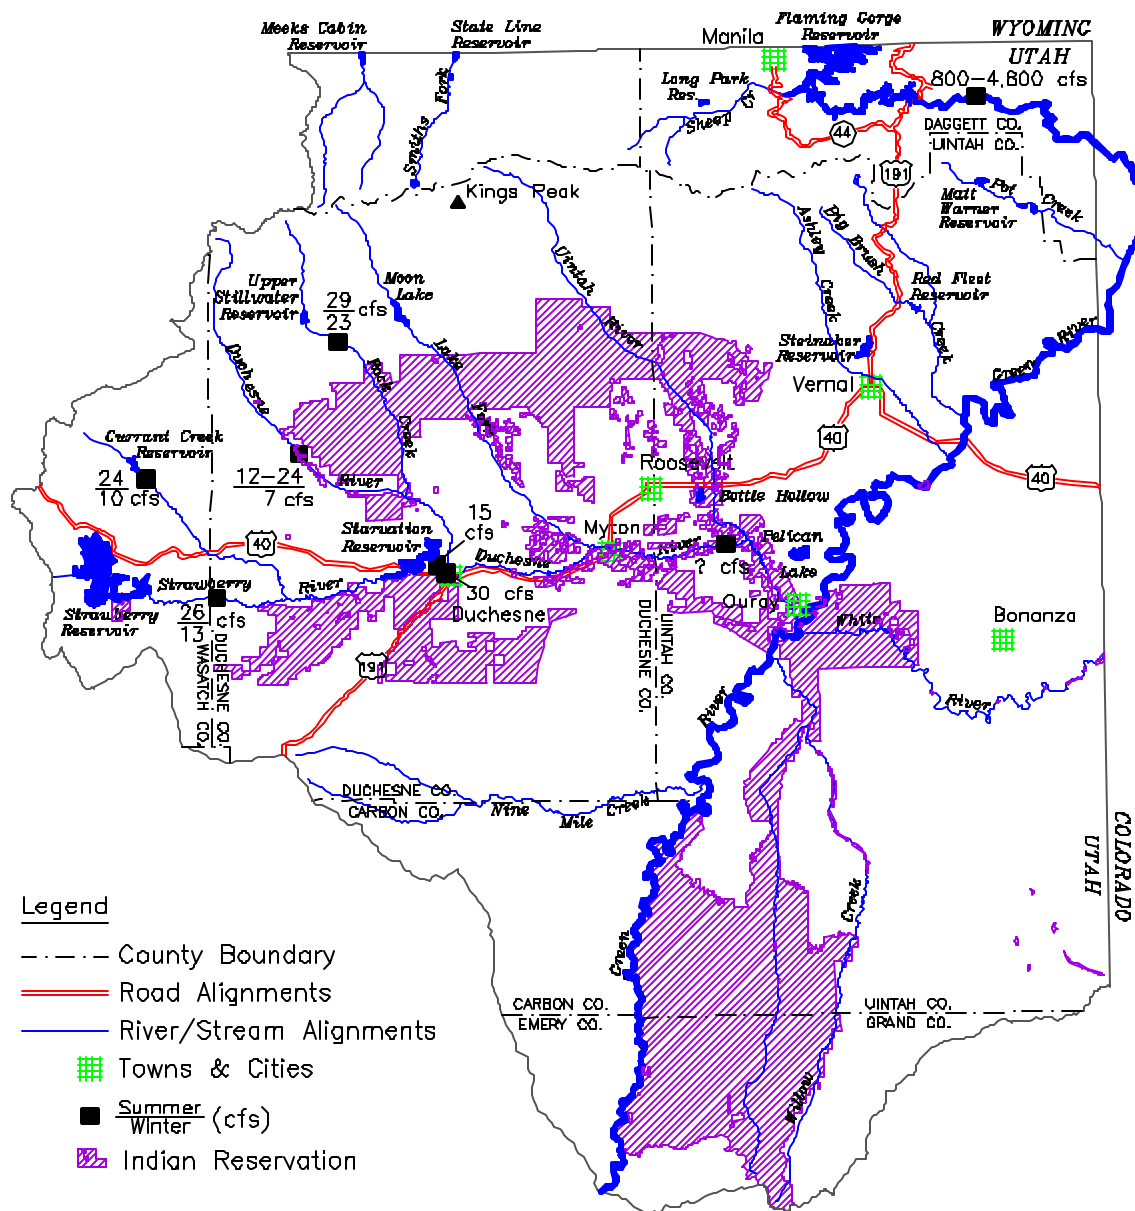 Meeks Cabin
Reservoir
State Line
Reservoir
Flaming Gorge
Reservoir
WYOMING
UTAH
Manila
Long Park
Res.
Sheep
Cr
800-4,800 cfs
44
191
DAGGETT CO.
UINTAH CO.
Smiths Fork
Kings Peak
Pot Creek
Matt
Warner
Reservoir
Ashley Creek
Big Brush Creek
Uintah River
Moon
Lake
Upper
Stillwater
Reservoir
29
23
cfs
Red Fleet
Reservoir
Steinaker
Reservoir
Green River
Duchesne River
Rock Creek
Lake Fork
Vernal
40
40
Currant Creek
Reservoir
24
10 cfs
12-24
7 cfs
15
cfs
Roosevelt
Bottle Hollow
Starvation
Reservoir
40
Myton
Duchesne River
Pelican
Lake
? cfs
30 cfs
Duchesne
Strawberry River
Strawberry
Reservoir
26
13
cfs
Ouray
White River
Bonanza
DUCHESNE CO.
WASATCH CO.
191
UINTAH CO.
DUCHESNE CO.
River
DUCHESNE CO.
CARBON CO.
Nine Mile Creek
COLORADO
UTAH
Green
Willow Creek
CARBON CO.
EMERY CO.
UINTAH CO.
GRAND CO.
Legend
County Boundary
Road Alignments
River/Stream Alignments
Towns & Cities
Summer
Winter
(cfs)
Indian Reservation